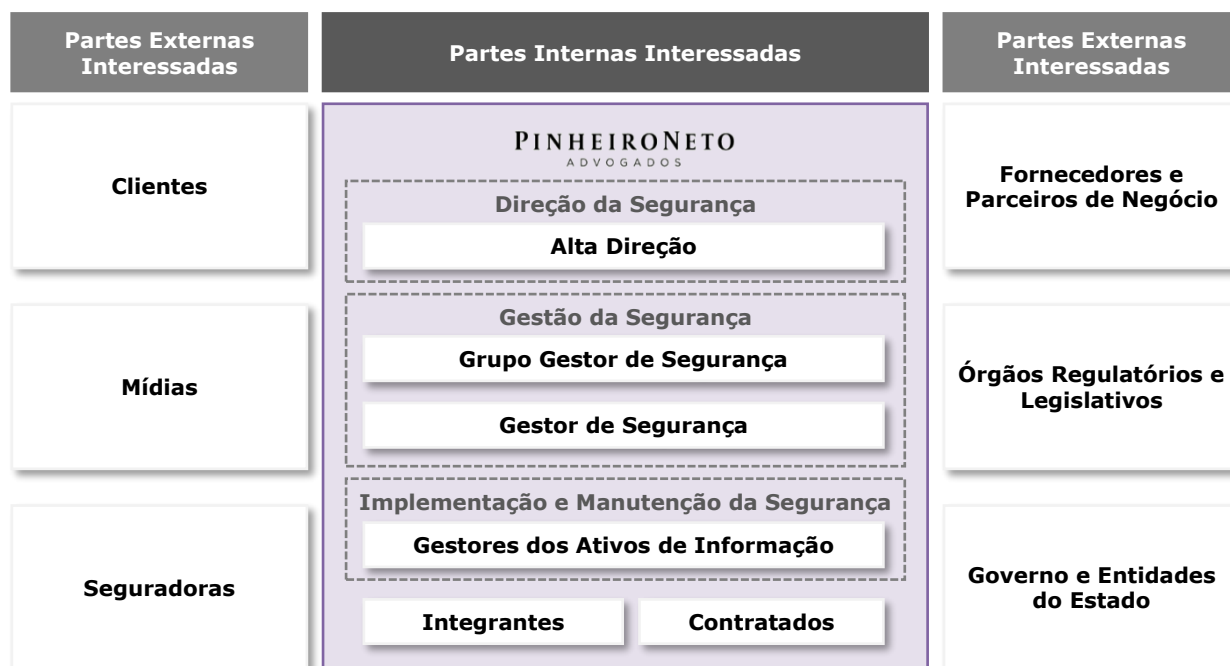 Partes Externas
Interessadas
Partes Internas Interessadas
Partes Externas
Interessadas
Clientes
Mídias
Seguradoras
PINHEIRONETO
ADVOGADOS
Direção da Segurança
Alta Direção
Gestão da Segurança
Grupo Gestor de Segurança
Gestor de Segurança
Implementação e Manutenção da Segurança
Gestores dos Ativos de Informação
Integrantes
Contratados
Fornecedores e
Parceiros de Negócio
Órgãos Regulatórios e
Legislativos
Governo e Entidades
do Estado